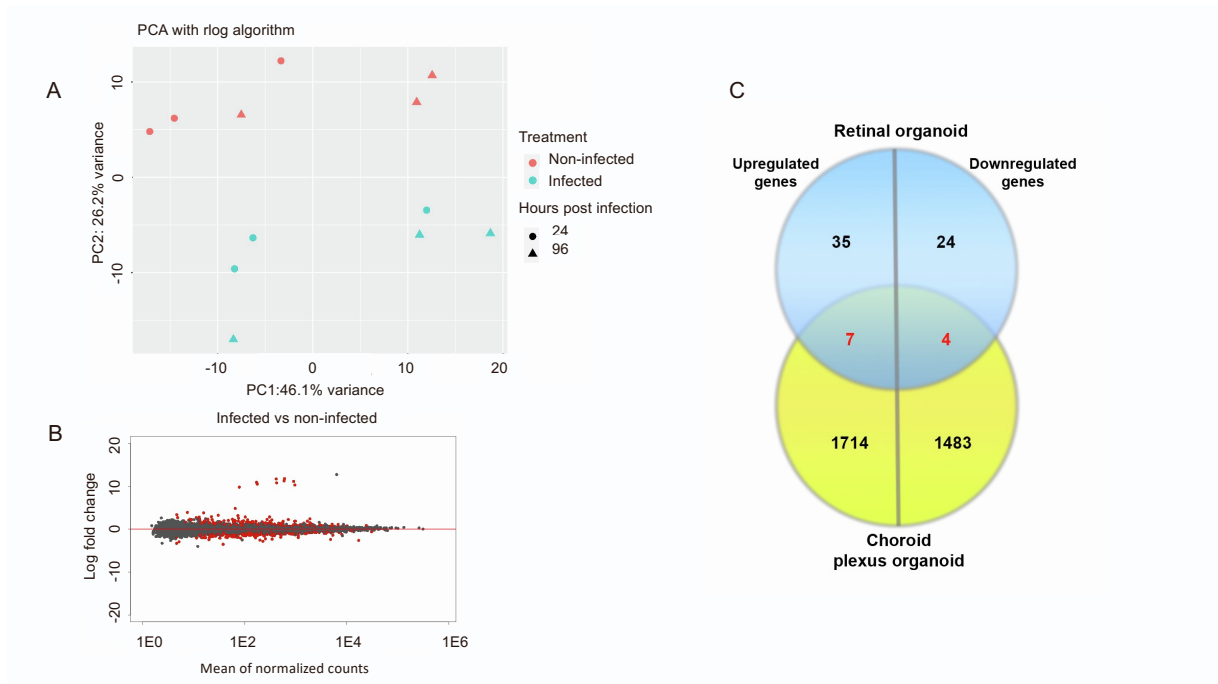 PCA with rlog algorithm
A
10
0
-10
PC2: 26.2% variance
-10
0
10
20
PC1:46.1% variance
Treatment
Non-infected
Infected
Hours post infection
24
96
B
Infected vs non-infected
20
10
0
-10
-20
Log fold change
1E0
1E2
1E4
1E6
Mean of normalized counts
C
Retinal organoid
Upregulated
genes
Downregulated
genes
35
24
7
4
1714
1483
Choroid
plexus organoid